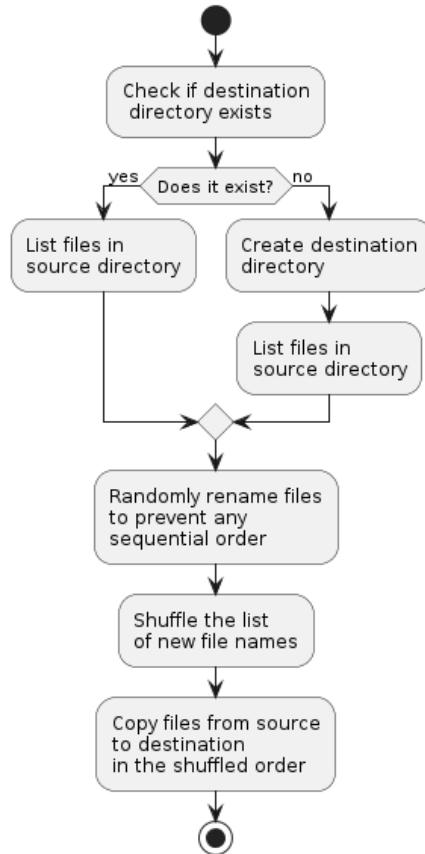 Check if destination
directory exists
Does it exist?
yes
no
List files in
source directory
Create destination
directory
List files in
source directory
Randomly rename files
to prevent any
sequential order
Shuffle the list
of new file names
Copy files from source
to destination
in the shuffled order